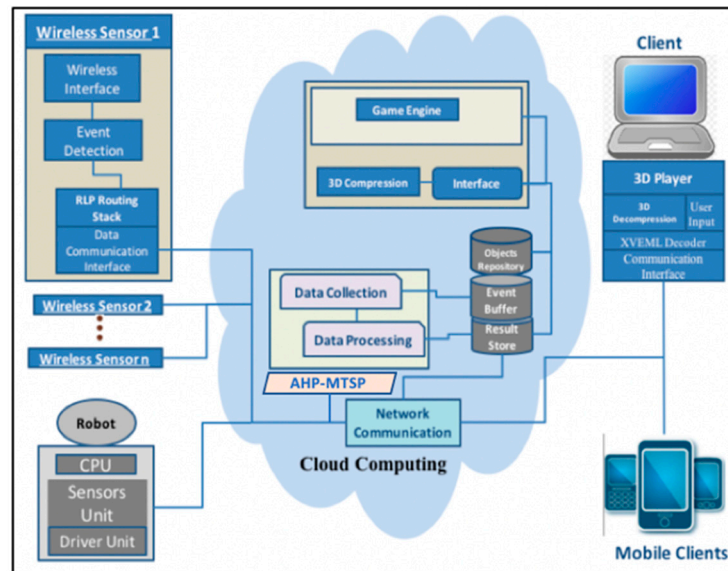 Wireless Sensor 1
Wireless
Interface
Event
Detection
RLP Routing
Stack
Data
Communication
Interface
Wireless Sensor 2
Wireless Sensor n
Robot
CPU
Sensors
Unit
Driver Unit
Game Engine
3D Compression
Interface
Objects
Repository
Event
Buffer
Result
Store
Data Collection
Data Processing
AHP-MTSP
Network
Communication
Cloud Computing
Client
3D Player
3D
Decompression
User
Input
XVEML Decoder
Communication
Interface
Mobile Clients